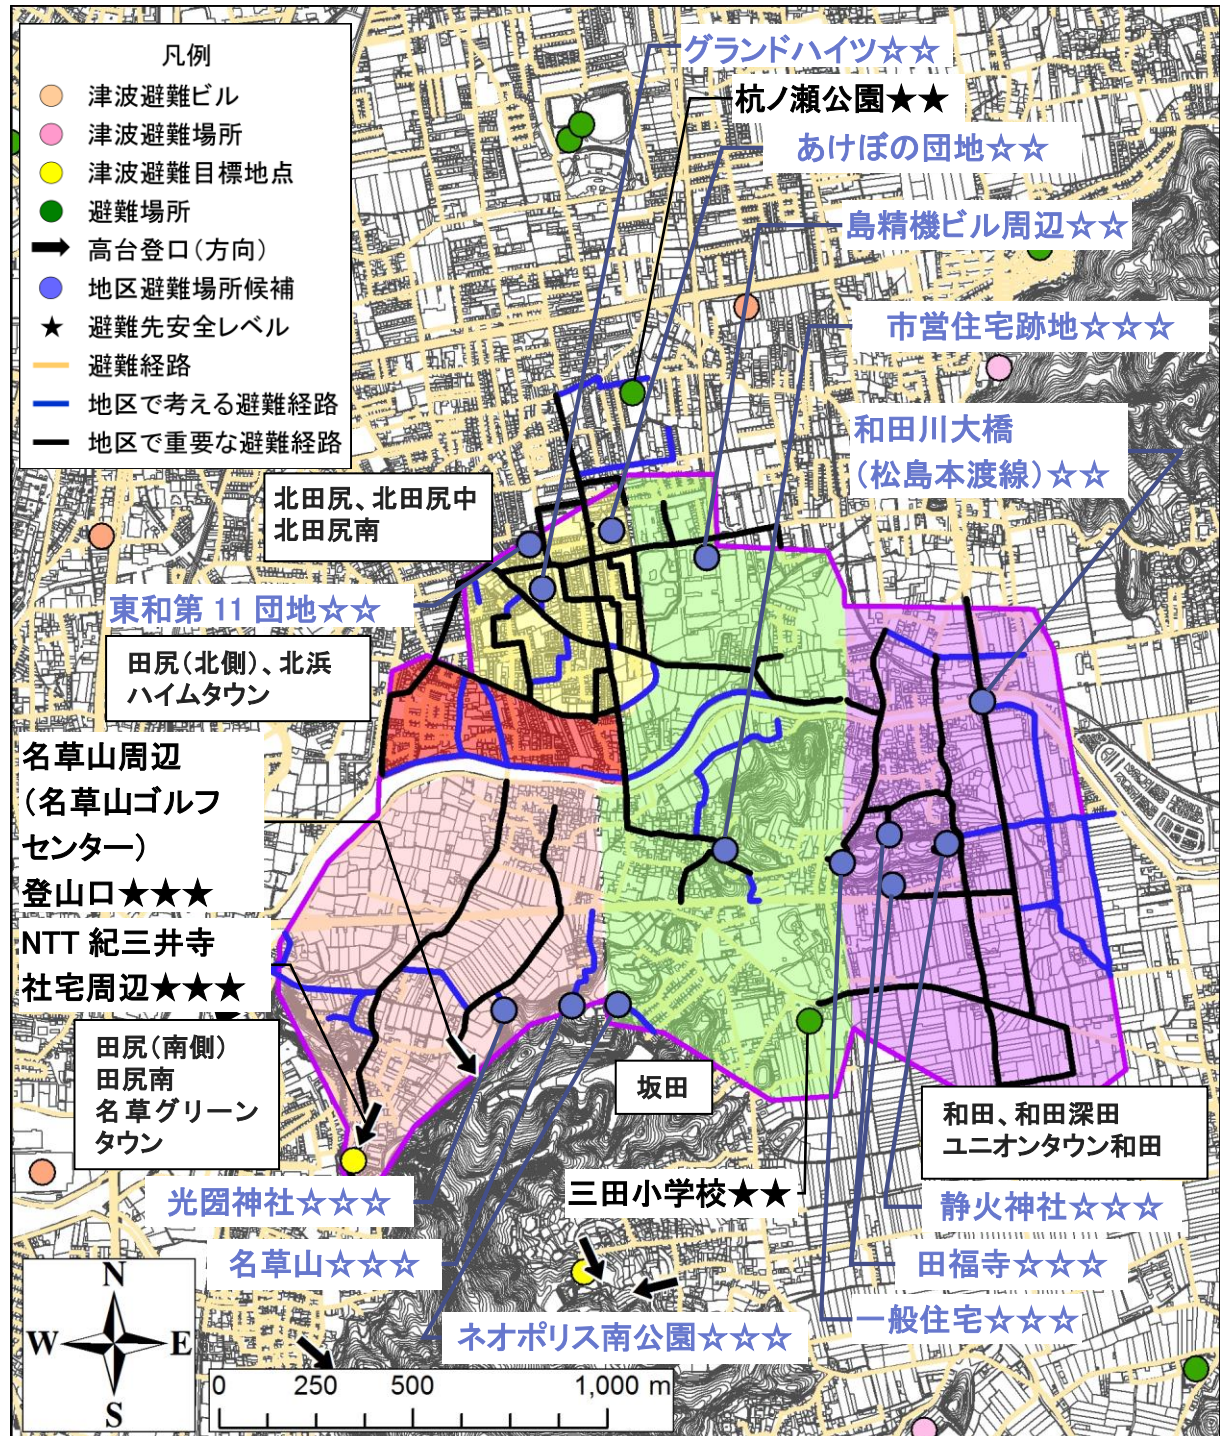 凡例
津波避難ビル
津波避難場所
津波避難目標地点
避難場所
高台登口(方向)
地区避難場所候補
★ 避難先安全レベル
避難経路
地区で考える避難経路
地区で重要な避難経路
グランドハイツ☆☆
杭ノ瀬公園★★
あけぼの団地☆☆
島精機ビル周辺☆☆
市営住宅跡地☆☆☆
和田川大橋
(松島本渡線)☆☆
北田尻、北田尻中
北田尻南
東和第11団地☆☆
田尻(北側)、北浜
ハイムタウン
名草山周辺
(名草山ゴルフ
センター)
登山口★★★
NTT紀三井寺
社宅周辺★★★
田尻(南側)
田尻南
名草グリーン
タウン
坂田
和田、和田深田
ユニオンタウン和田
光圀神社☆☆☆
三田小学校★★
静火神社☆☆☆
名草山☆☆☆
田福寺☆☆☆
ネオポリス南公園☆☆☆
一般住宅☆☆☆
N
W E
S
0 250 500 1,000 m